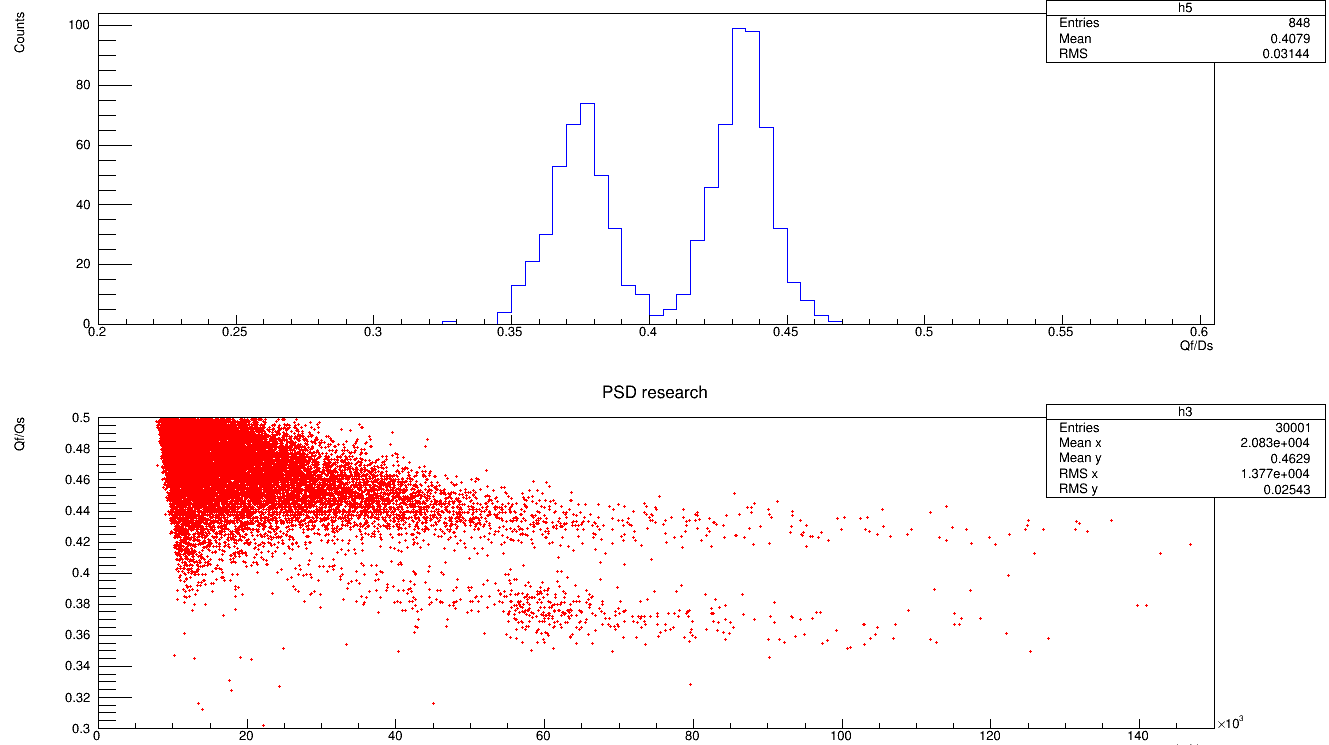 h5
Entries 848
Mean 0.4079
RMS 0.03144
Counts
100
80
60
40
20
0
0.2 0.25 0.3 0.35 0.4 0.45 0.5 0.55 0.6
Qf/Ds
PSD research
h3
Entries 30001
Mean x 2.083e+004
Mean y 0.4629
RMS x 1.377e+004
RMS y 0.02543
Qf/Qs
0.5
0.48
0.46
0.44
0.42
0.4
0.38
0.36
0.34
0.32
0.3
0 20 40 60 80 100 120 140
×10³